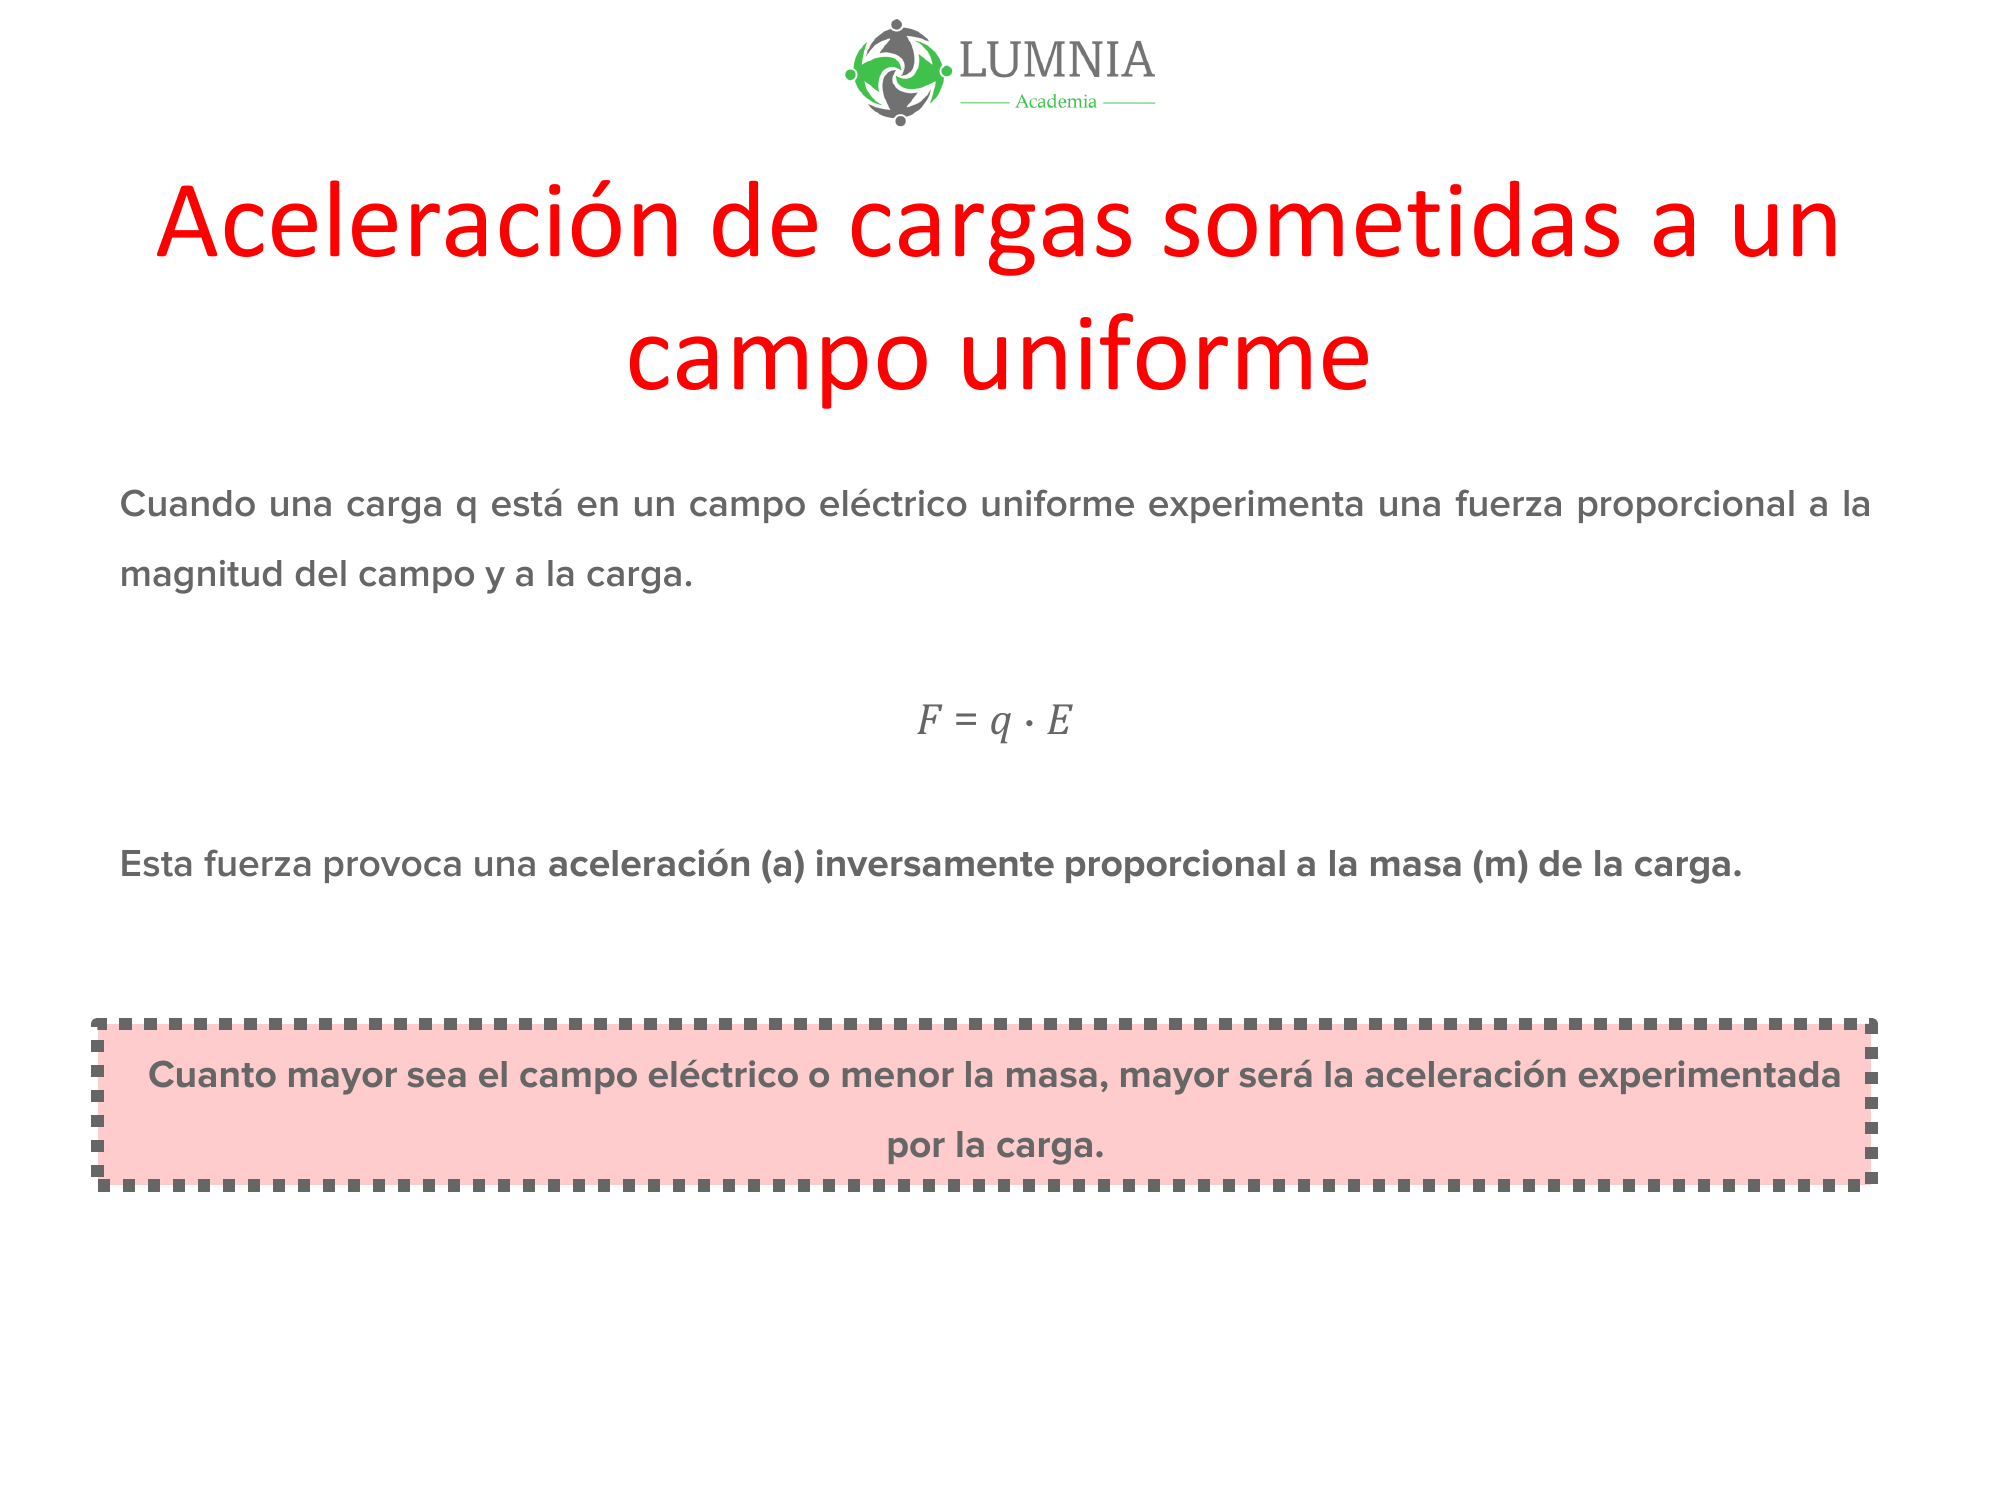 LUMNIA
Academia
Aceleración de cargas sometidas a un
campo uniforme
Cuando una carga q está en un campo eléctrico uniforme experimenta una fuerza proporcional a la
magnitud del campo y a la carga.
F = q · E
Esta fuerza provoca una aceleración (a) inversamente proporcional a la masa (m) de la carga.
Cuanto mayor sea el campo eléctrico o menor la masa, mayor será la aceleración experimentada
por la carga.